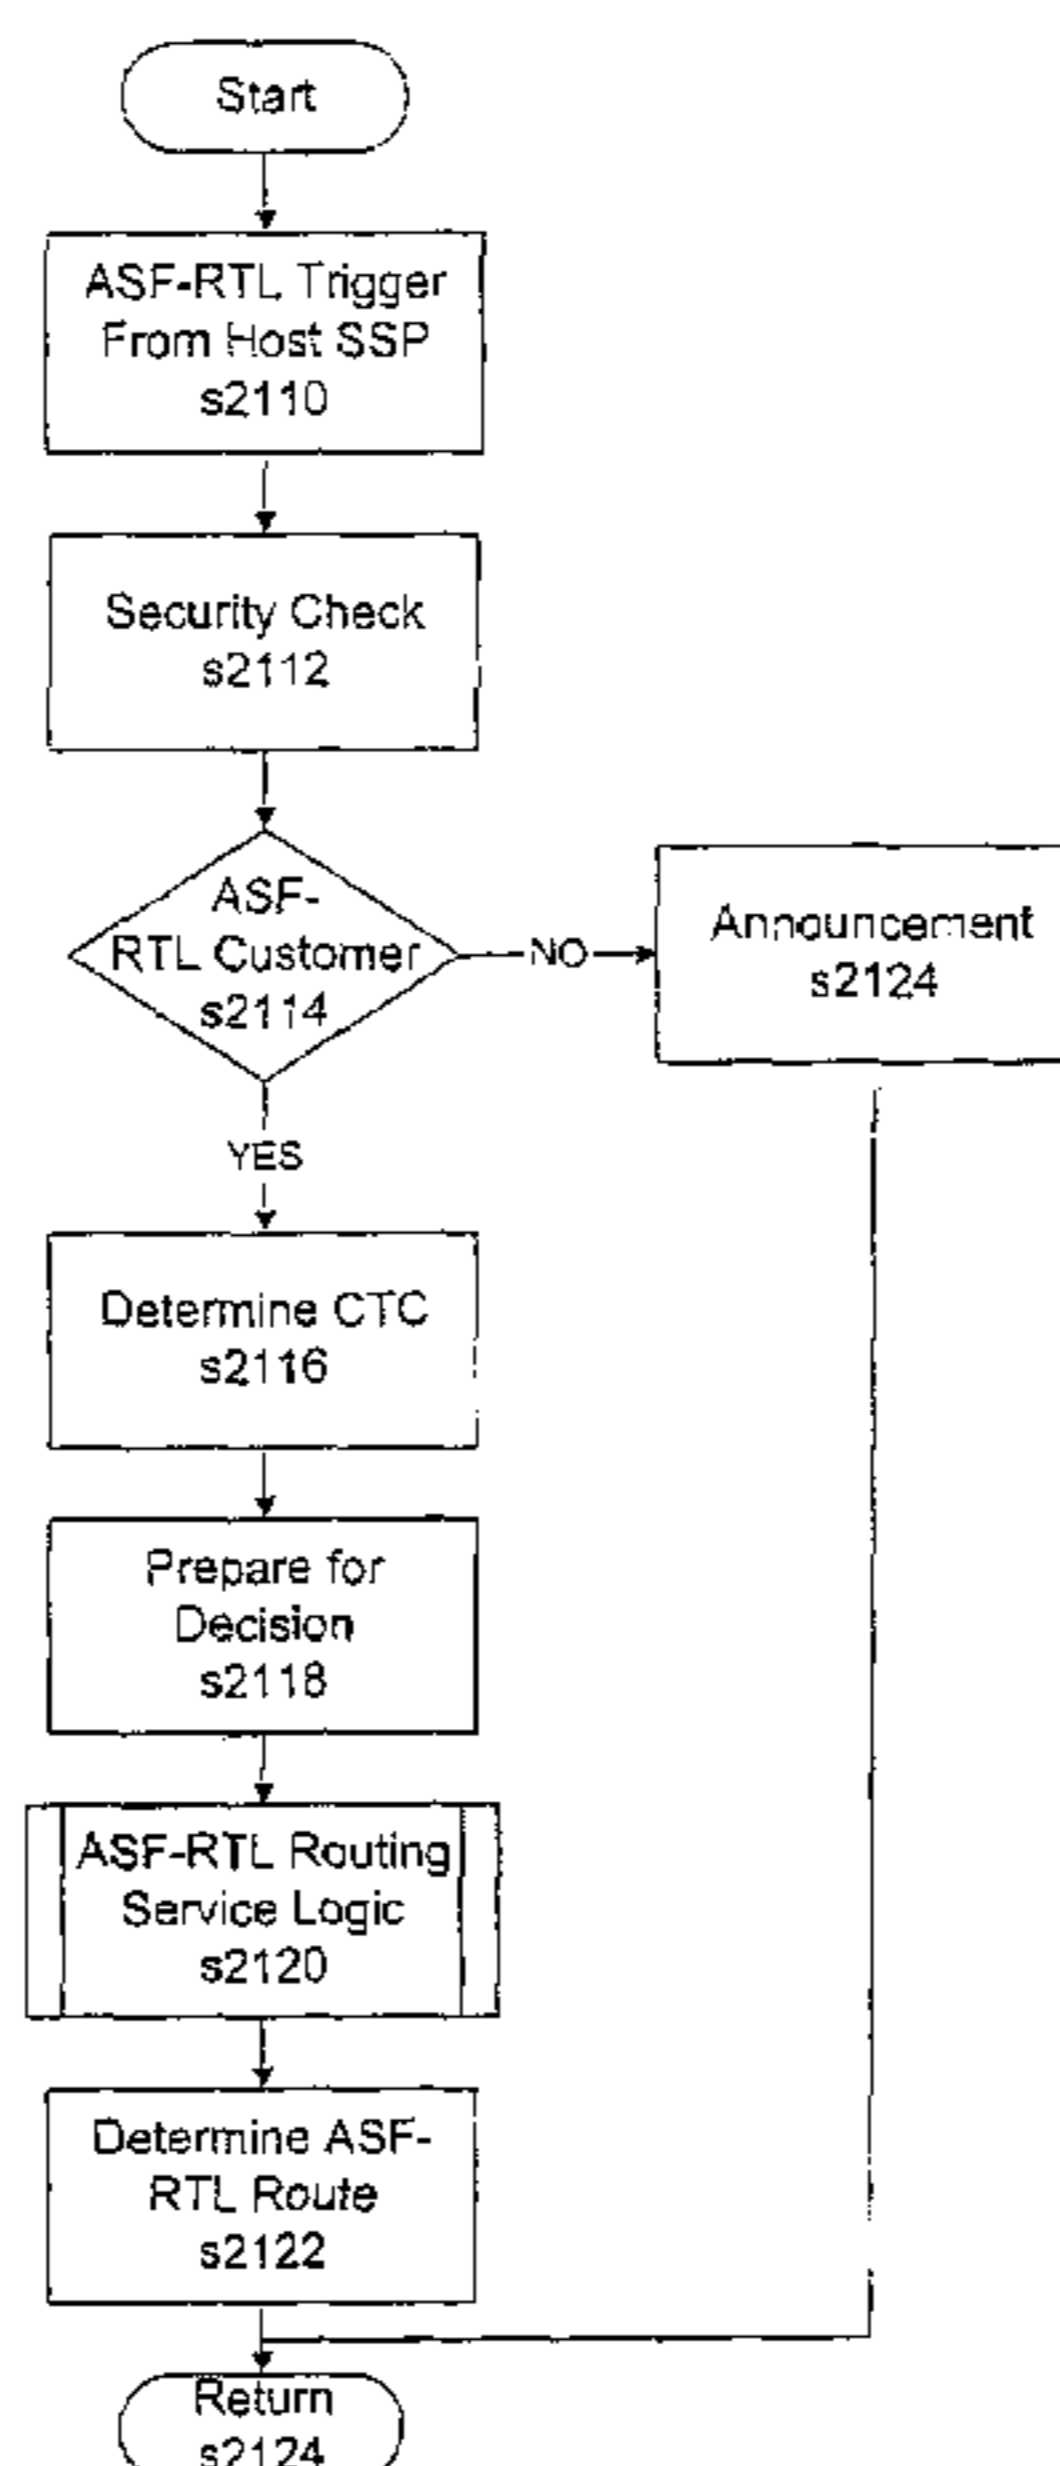 Start
ASF-RTL Trigger
From Host SSP
s2110
Security Check
s2112
ASF-
RTL Customer
s2114
NO
Announcement
s2124
YES
Determine CTC
s2116
Prepare for
Decision
s2118
ASF-RTL Routing
Service Logic
s2120
Determine ASF-
RTL Route
s2122
Return
s2124